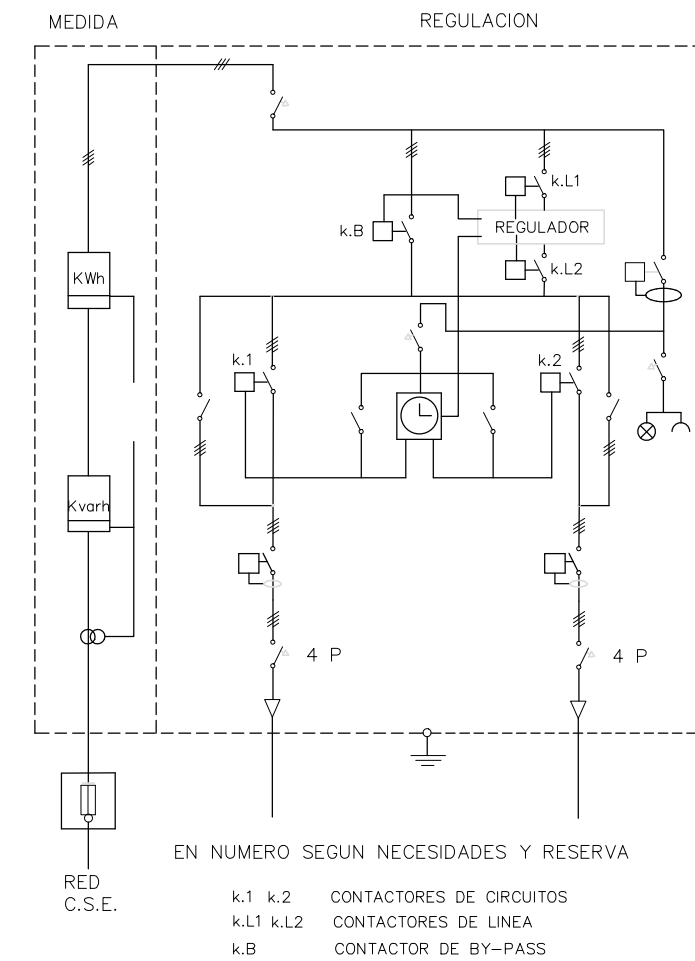 MEDIDA
REGULACION
k.L1
REGULADOR
k.B
k.L2
KWh
k.1
k.2
Kvarh
4 P
4 P
EN NUMERO SEGUN NECESIDADES Y RESERVA
RED
C.S.E.
k.1 k.2 CONTACTORES DE CIRCUITOS
k.L1 k.L2 CONTACTORES DE LINEA
k.B CONTACTOR DE BY-PASS